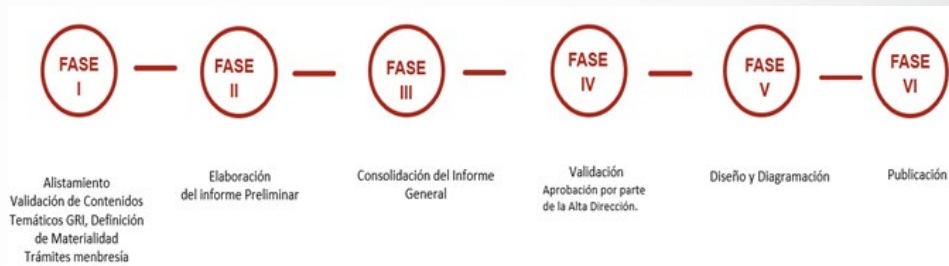 FASE
I
FASE
II
FASE
III
FASE
IV
FASE
V
FASE
VI
Alistamiento
Validación de Contenidos
Temáticos GRI, Definición
de Materialidad
Trámites menbresía
Elaboración
del informe Preliminar
Consolidación del Informe
General
Validación
Aprobación por parte
de la Alta Dirección.
Diseño y Diagramación
Publicación